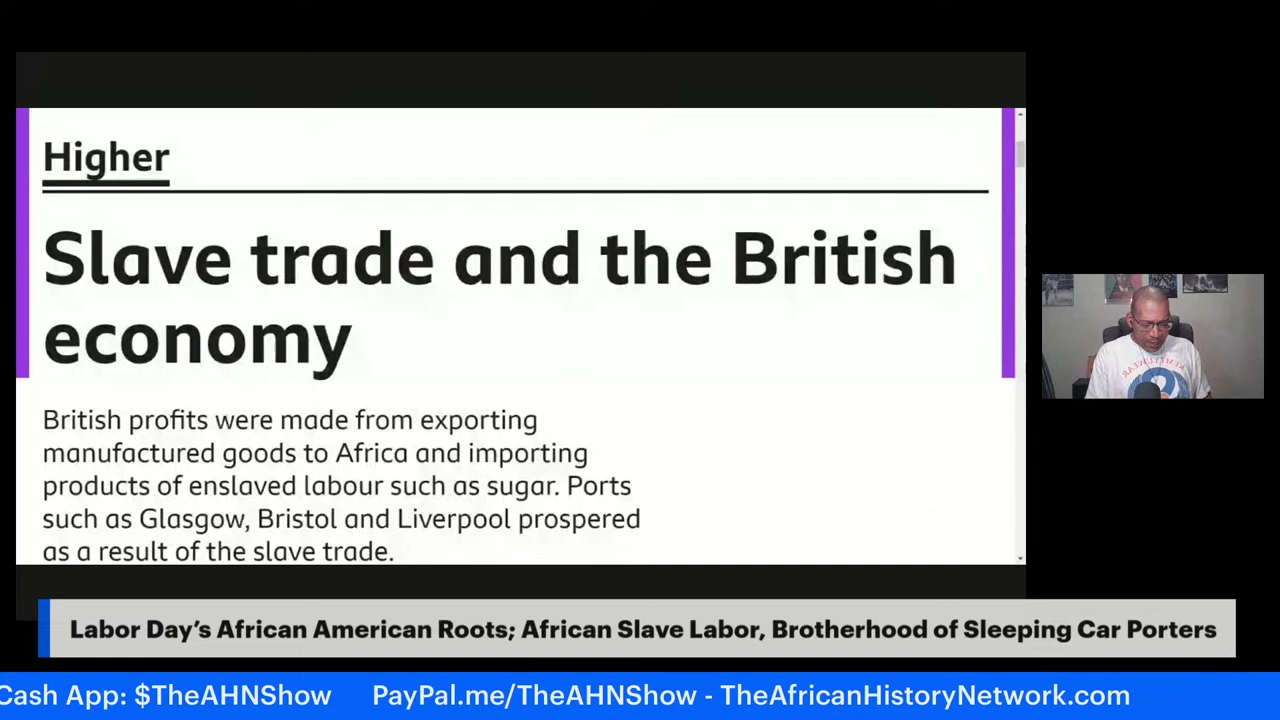 Higher
Slave trade and the British
economy
British profits were made from exporting
manufactured goods to Africa and importing
products of enslaved labour such as sugar. Ports
such as Glasgow, Bristol and Liverpool prospered
as a result of the slave trade.
Labor Day's African American Roots; African Slave Labor, Brotherhood of Sleeping Car Porters
Cash App: $TheAHNShow PayPal.me/TheAHNShow - TheAfricanHistoryNetwork.com